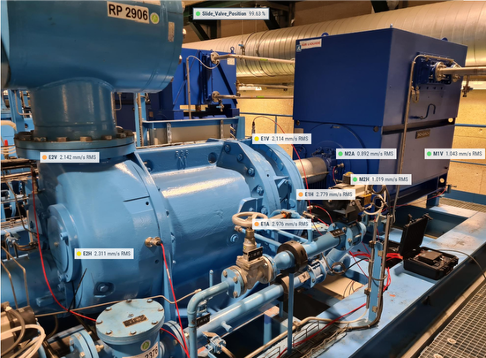 RP 2906
Slide_Valve_Position 59.63 %
E1V 2.114 mm/s RMS
E2V 2.142 mm/s RMS
M2A 0.892 mm/s RMS
M1V 1.043 mm/s RMS
M2H 1.019 mm/s RMS
E1H 2.779 mm/s RMS
E1A 2.976 mm/s RMS
E2H 2.011 mm/s RMS